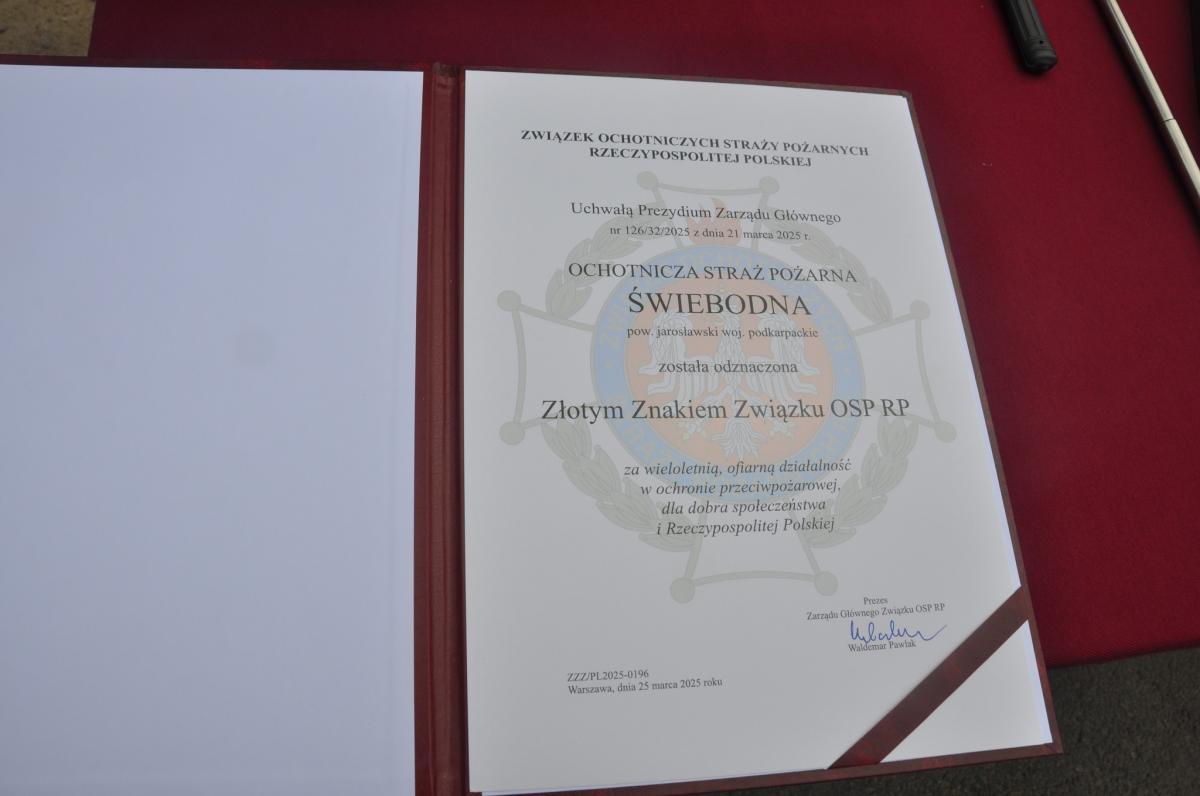 ZWIĄZEK OCHOTNICZYCH STRAŻY POŻARNYCH
RZECZYPOSPOLITEJ POLSKIEJ
Uchwałą Prezydium Zarządu Głównego
nr 126/32/2025 z dnia 21 marca 2025 r.
OCHOTNICZA STRAŻ POŻARNA
ŚWIEBODNA
pow. jarosławski woj. podkarpackie
została odznaczona
Złotym Znakiem Związku OSP RP
za wieloletnią, ofiarną działalność
w ochronie przeciwpożarowej,
dla dobra społeczeństwa
i Rzeczypospolitej Polskiej
Prezes
Zarządu Głównego Związku OSP RP
Waldemar Pawlak
ZZZ/PL2025-0196
Warszawa, dnia 25 marca 2025 roku